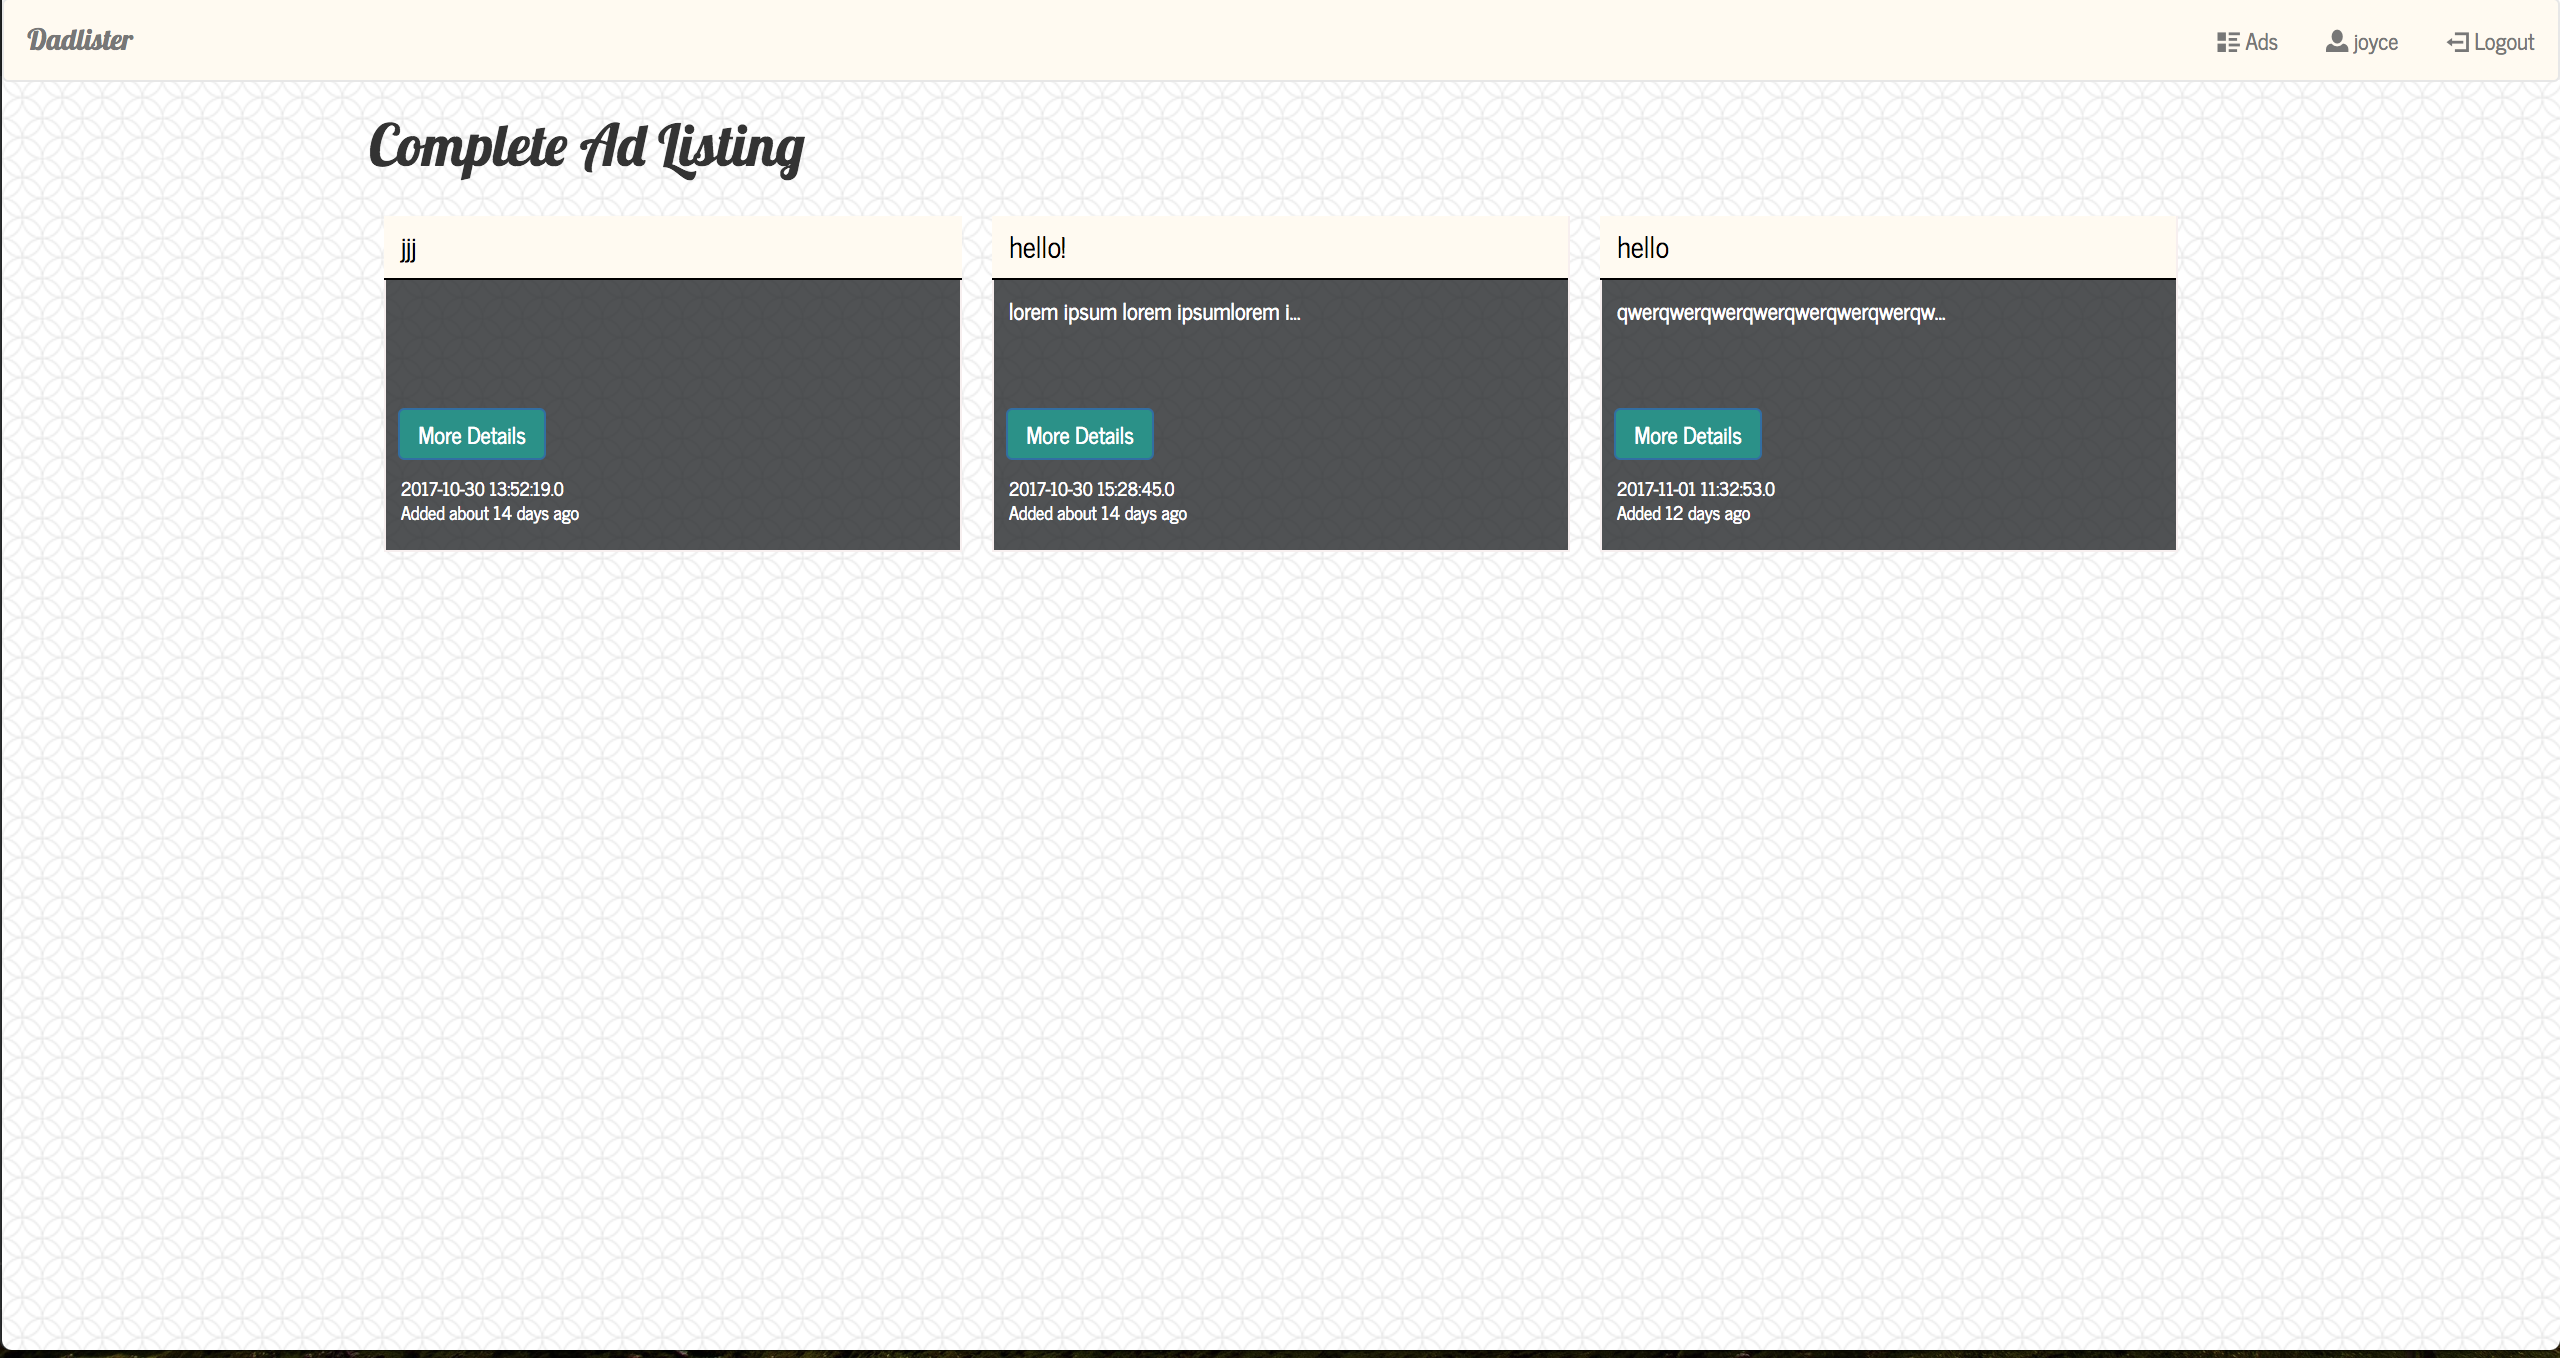 Dadlister
Ads
joyce
Logout
Complete Ad Listing
jjj
More Details
2017-10-30 13:52:19.0
Added about 14 days ago
hello!
lorem ipsum lorem ipsumlorem i...
More Details
2017-10-30 15:28:45.0
Added about 14 days ago
hello
qwerqwerqwerqwerqwerqwerqwerqw...
More Details
2017-11-01 11:32:53.0
Added 12 days ago